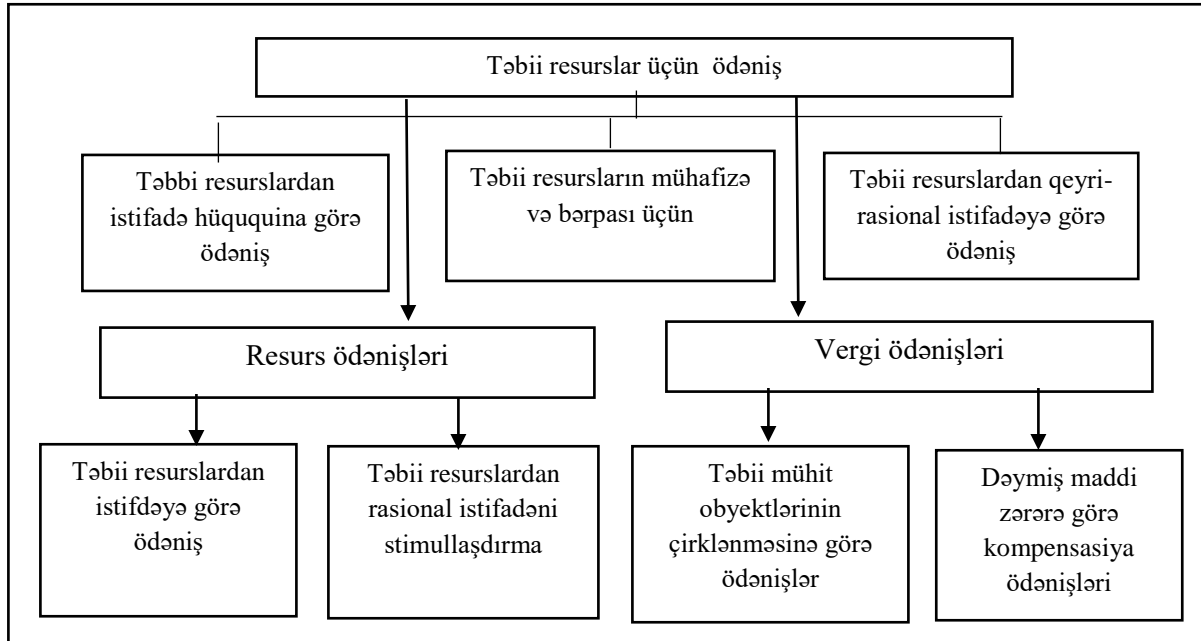 Təbii resurslar üçün ödəniş
Təbbi resurslardan
istifadə hüququina görə
ödəniş
Təbii resursların mühafizə
və bərpası üçün
Təbii resurslardan qeyri-
rasional istifadəyə görə
ödəniş
Resurs ödənişləri
Vergi ödənişləri
Təbii resurslardan
istifdəyə görə
ödəniş
Təbii resurslardan
rasional istifadəni
stimullaşdırma
Təbii mühit
obyektlərinin
çirklənməsinə görə
ödənişlər
Dəymiş maddi
zərərə görə
kompensasiya
ödənişləri